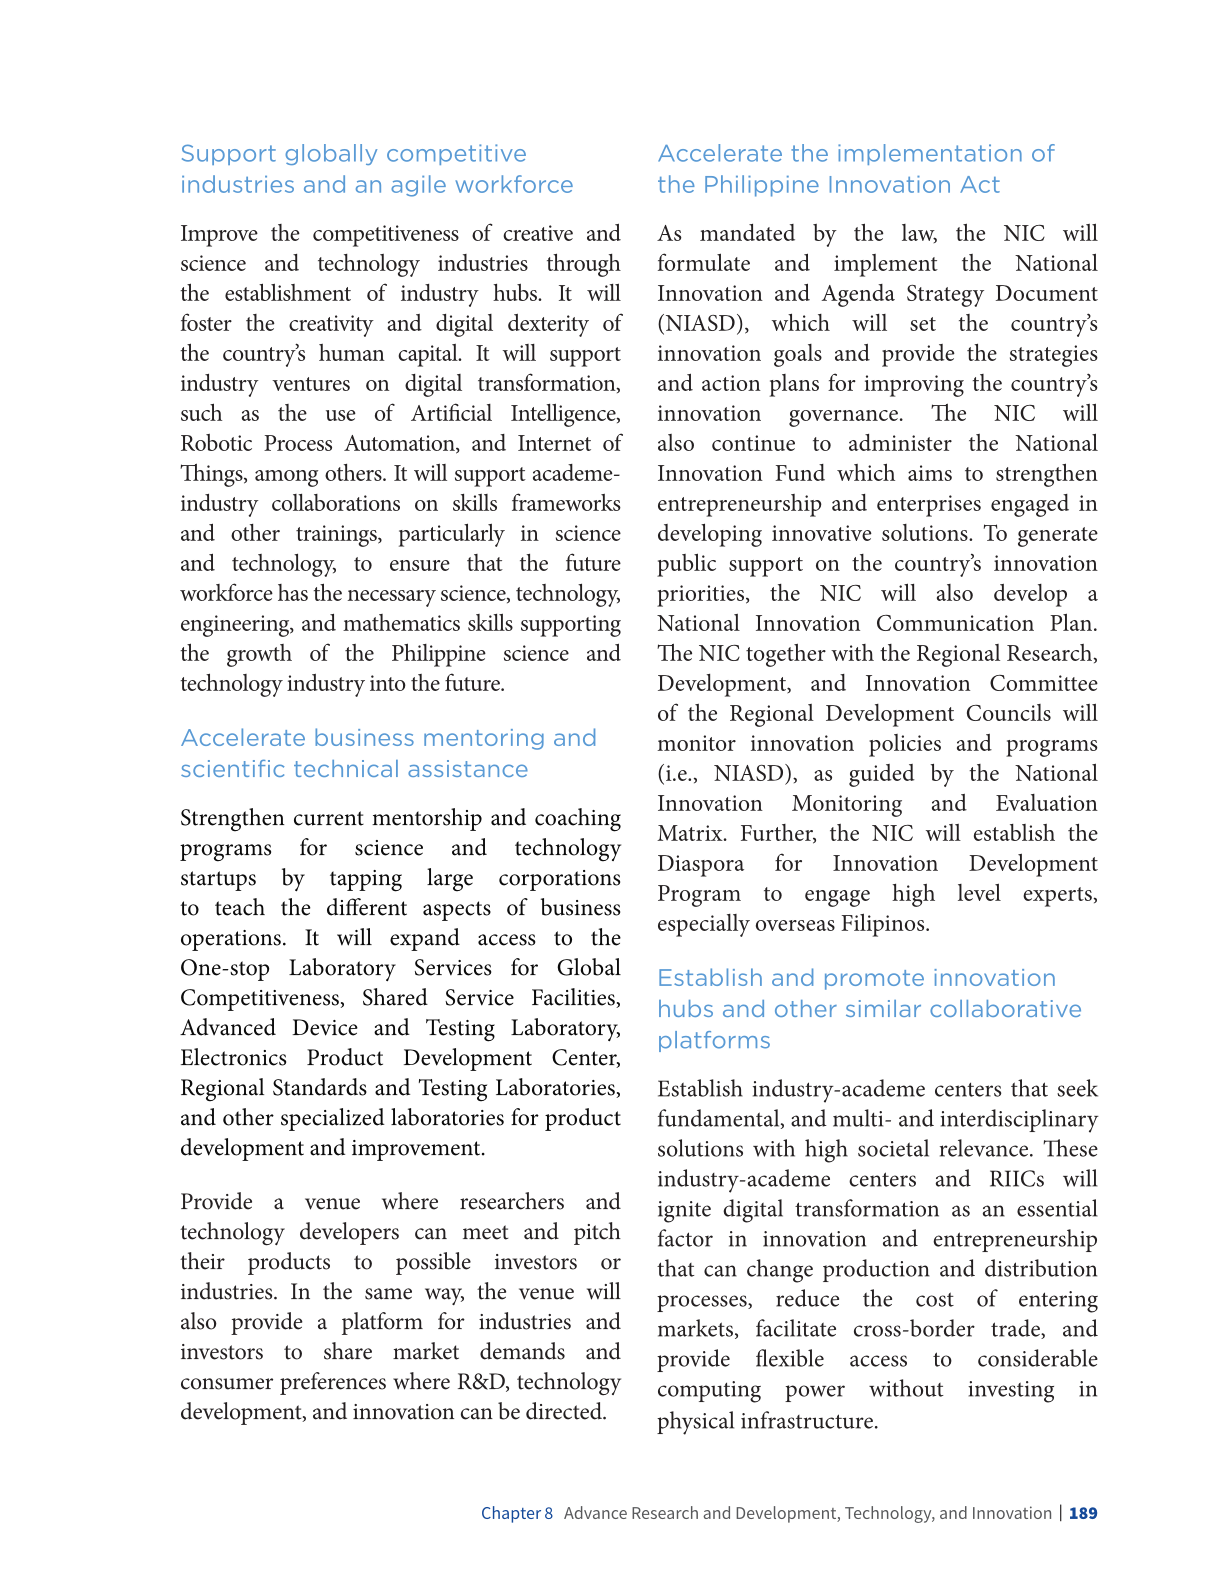 Support globally competitive
industries and an agile workforce
Improve the competitiveness of creative and
science and technology industries through
the establishment of industry hubs. It will
foster the creativity and digital dexterity of
the country’s human capital. It will support
industry ventures on digital transformation,
such as the use of Artificial Intelligence,
Robotic Process Automation, and Internet of
Things, among others. It will support academe-
industry collaborations on skills frameworks
and other trainings, particularly in science
and technology, to ensure that the future
workforce has the necessary science, technology,
engineering, and mathematics skills supporting
the growth of the Philippine science and
technology industry into the future.
Accelerate business mentoring and
scientific technical assistance
Strengthen current mentorship and coaching
programs for science and technology
startups by tapping large corporations
to teach the different aspects of business
operations. It will expand access to the
One-stop Laboratory Services for Global
Competitiveness, Shared Service Facilities,
Advanced Device and Testing Laboratory,
Electronics Product Development Center,
Regional Standards and Testing Laboratories,
and other specialized laboratories for product
development and improvement.
Provide a venue where researchers and
technology developers can meet and pitch
their products to possible investors or
industries. In the same way, the venue will
also provide a platform for industries and
investors to share market demands and
consumer preferences where R&D, technology
development, and innovation can be directed.
Accelerate the implementation of
the Philippine Innovation Act
As mandated by the law, the NIC will
formulate and implement the National
Innovation and Agenda Strategy Document
(NIASD), which will set the country’s
innovation goals and provide the strategies
and action plans for improving the country’s
innovation governance. The NIC will
also continue to administer the National
Innovation Fund which aims to strengthen
entrepreneurship and enterprises engaged in
developing innovative solutions. To generate
public support on the country’s innovation
priorities, the NIC will also develop a
National Innovation Communication Plan.
The NIC together with the Regional Research,
Development, and Innovation Committee
of the Regional Development Councils will
monitor innovation policies and programs
(i.e., NIASD), as guided by the National
Innovation Monitoring and Evaluation
Matrix. Further, the NIC will establish the
Diaspora for Innovation Development
Program to engage high level experts,
especially overseas Filipinos.
Establish and promote innovation
hubs and other similar collaborative
platforms
Establish industry-academe centers that seek
fundamental, and multi- and interdisciplinary
solutions with high societal relevance. These
industry-academe centers and RIICs will
ignite digital transformation as an essential
factor in innovation and entrepreneurship
that can change production and distribution
processes, reduce the cost of entering
markets, facilitate cross-border trade, and
provide flexible access to considerable
computing power without investing in
physical infrastructure.
Chapter 8 Advance Research and Development, Technology, and Innovation | 189